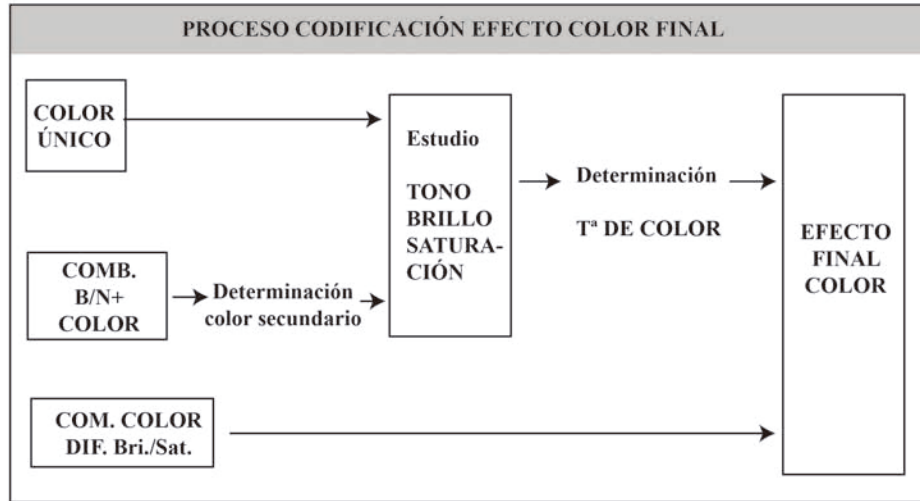 PROCESO CODIFICACIÓN EFECTO COLOR FINAL
COLOR
ÚNICO
Estudio
TONO
BRILLO
SATURA-
CIÓN
Determinación
Tª DE COLOR
EFECTO
FINAL
COLOR
COMB.
B/N+
COLOR
Determinación
color secundario
COM. COLOR
DIF. Bri./Sat.